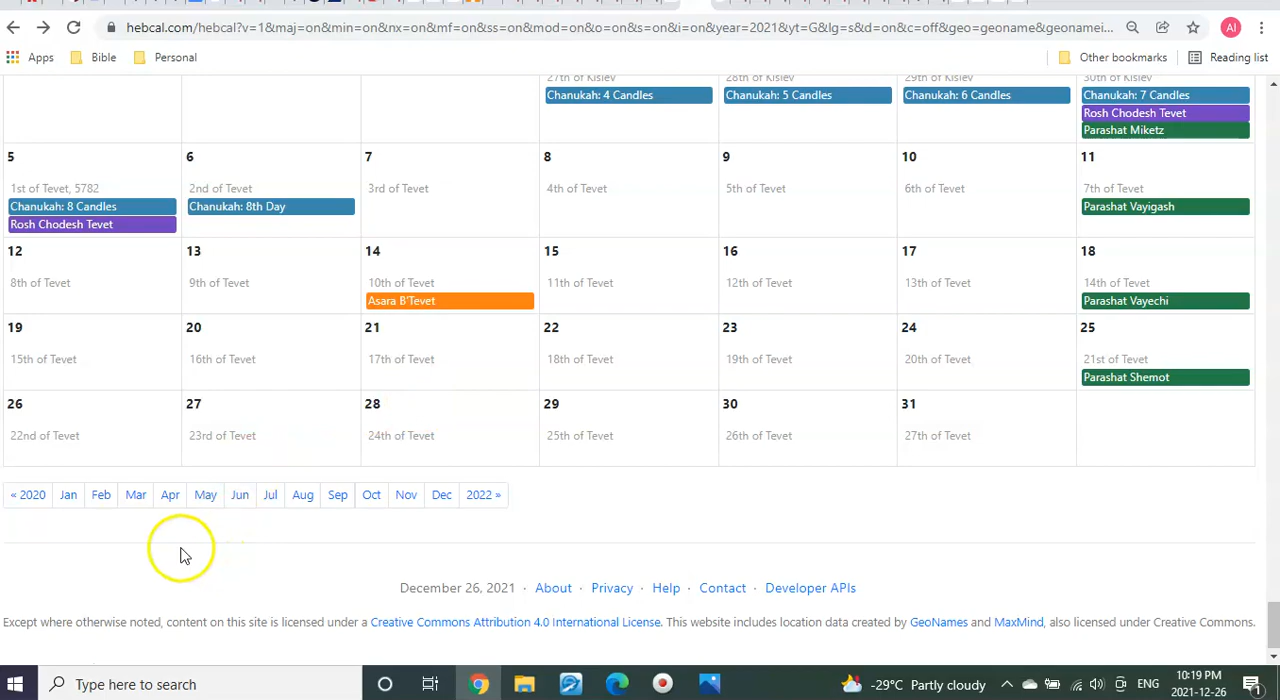 hebcal.com/hebcal?v=1&maj=on&min=on&nx=on&mf=on&ss=on&mod=on&o=on&s=on&i=on&year=2021&yt=G&lg=s&d=on&c=off&geo=geoname&geonamei...
AI
Apps Bible Personal Other bookmarks Reading list
27th of Kislev 28th of Kislev 29th of Kislev 30th of Kislev
Chanukah: 4 Candles Chanukah: 5 Candles Chanukah: 6 Candles Chanukah: 7 Candles
Rosh Chodesh Tevet
Parashat Miketz
5 6 7 8 9 10 11
1st of Tevet, 5782 2nd of Tevet 3rd of Tevet 4th of Tevet 5th of Tevet 6th of Tevet 7th of Tevet
Chanukah: 8 Candles Chanukah: 8th Day Parashat Vayigash
Rosh Chodesh Tevet
12 13 14 15 16 17 18
8th of Tevet 9th of Tevet 10th of Tevet 11th of Tevet 12th of Tevet 13th of Tevet 14th of Tevet
Asara B'Tevet Parashat Vayechi
19 20 21 22 23 24 25
15th of Tevet 16th of Tevet 17th of Tevet 18th of Tevet 19th of Tevet 20th of Tevet 21st of Tevet
Parashat Shemot
26 27 28 29 30 31
22nd of Tevet 23rd of Tevet 24th of Tevet 25th of Tevet 26th of Tevet 27th of Tevet
« 2020 Jan Feb Mar Apr May Jun Jul Aug Sep Oct Nov Dec 2022 »
December 26, 2021 · About · Privacy · Help · Contact · Developer APIs
Except where otherwise noted, content on this site is licensed under a Creative Commons Attribution 4.0 International License. This website includes location data created by GeoNames and MaxMind, also licensed under Creative Commons.
Type here to search -29°C Partly cloudy ENG 10:19 PM
2021-12-26 1